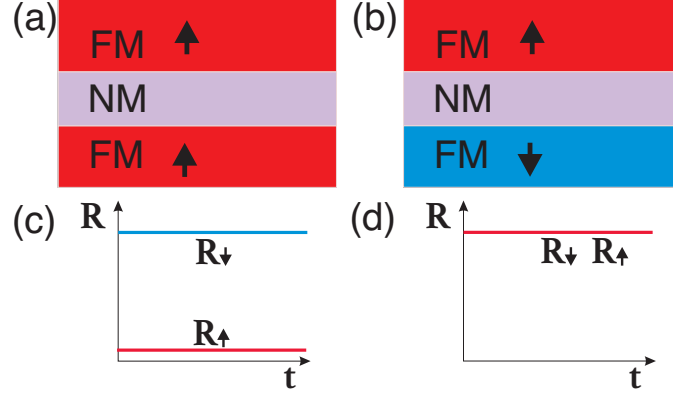 (a) FM ↑
NM
FM ↑
(b) FM ↑
NM
FM ↓
(c) R
R↓
R↑
t
(d) R
R↓ R↑
t